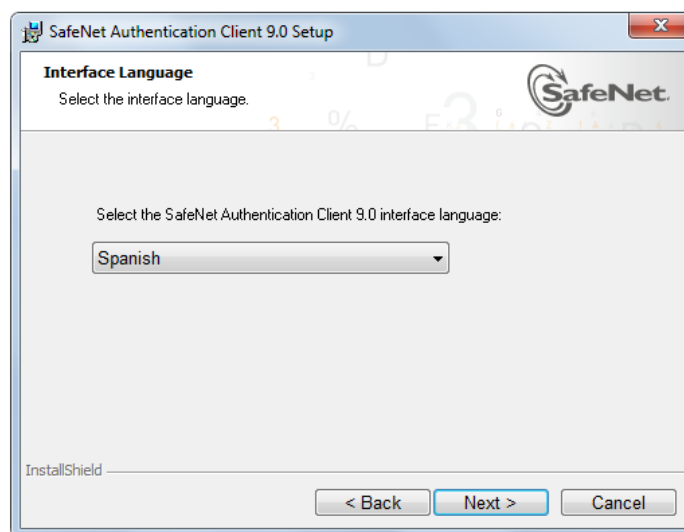 SafeNet Authentication Client 9.0 Setup
Interface Language
Select the interface language.
SafeNet.
Select the SafeNet Authentication Client 9.0 interface language:
Spanish
InstallShield
< Back
Next >
Cancel